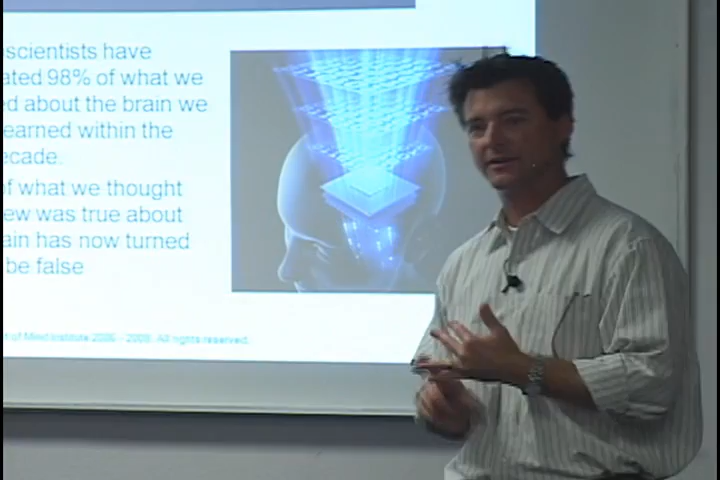 scientists have
ated 98% of what we
ed about the brain we
earned within the
ecade.
of what we thought
ew was true about
ain has now turned
be false
of Mind Institute 2006 - 2008. All rights reserved.